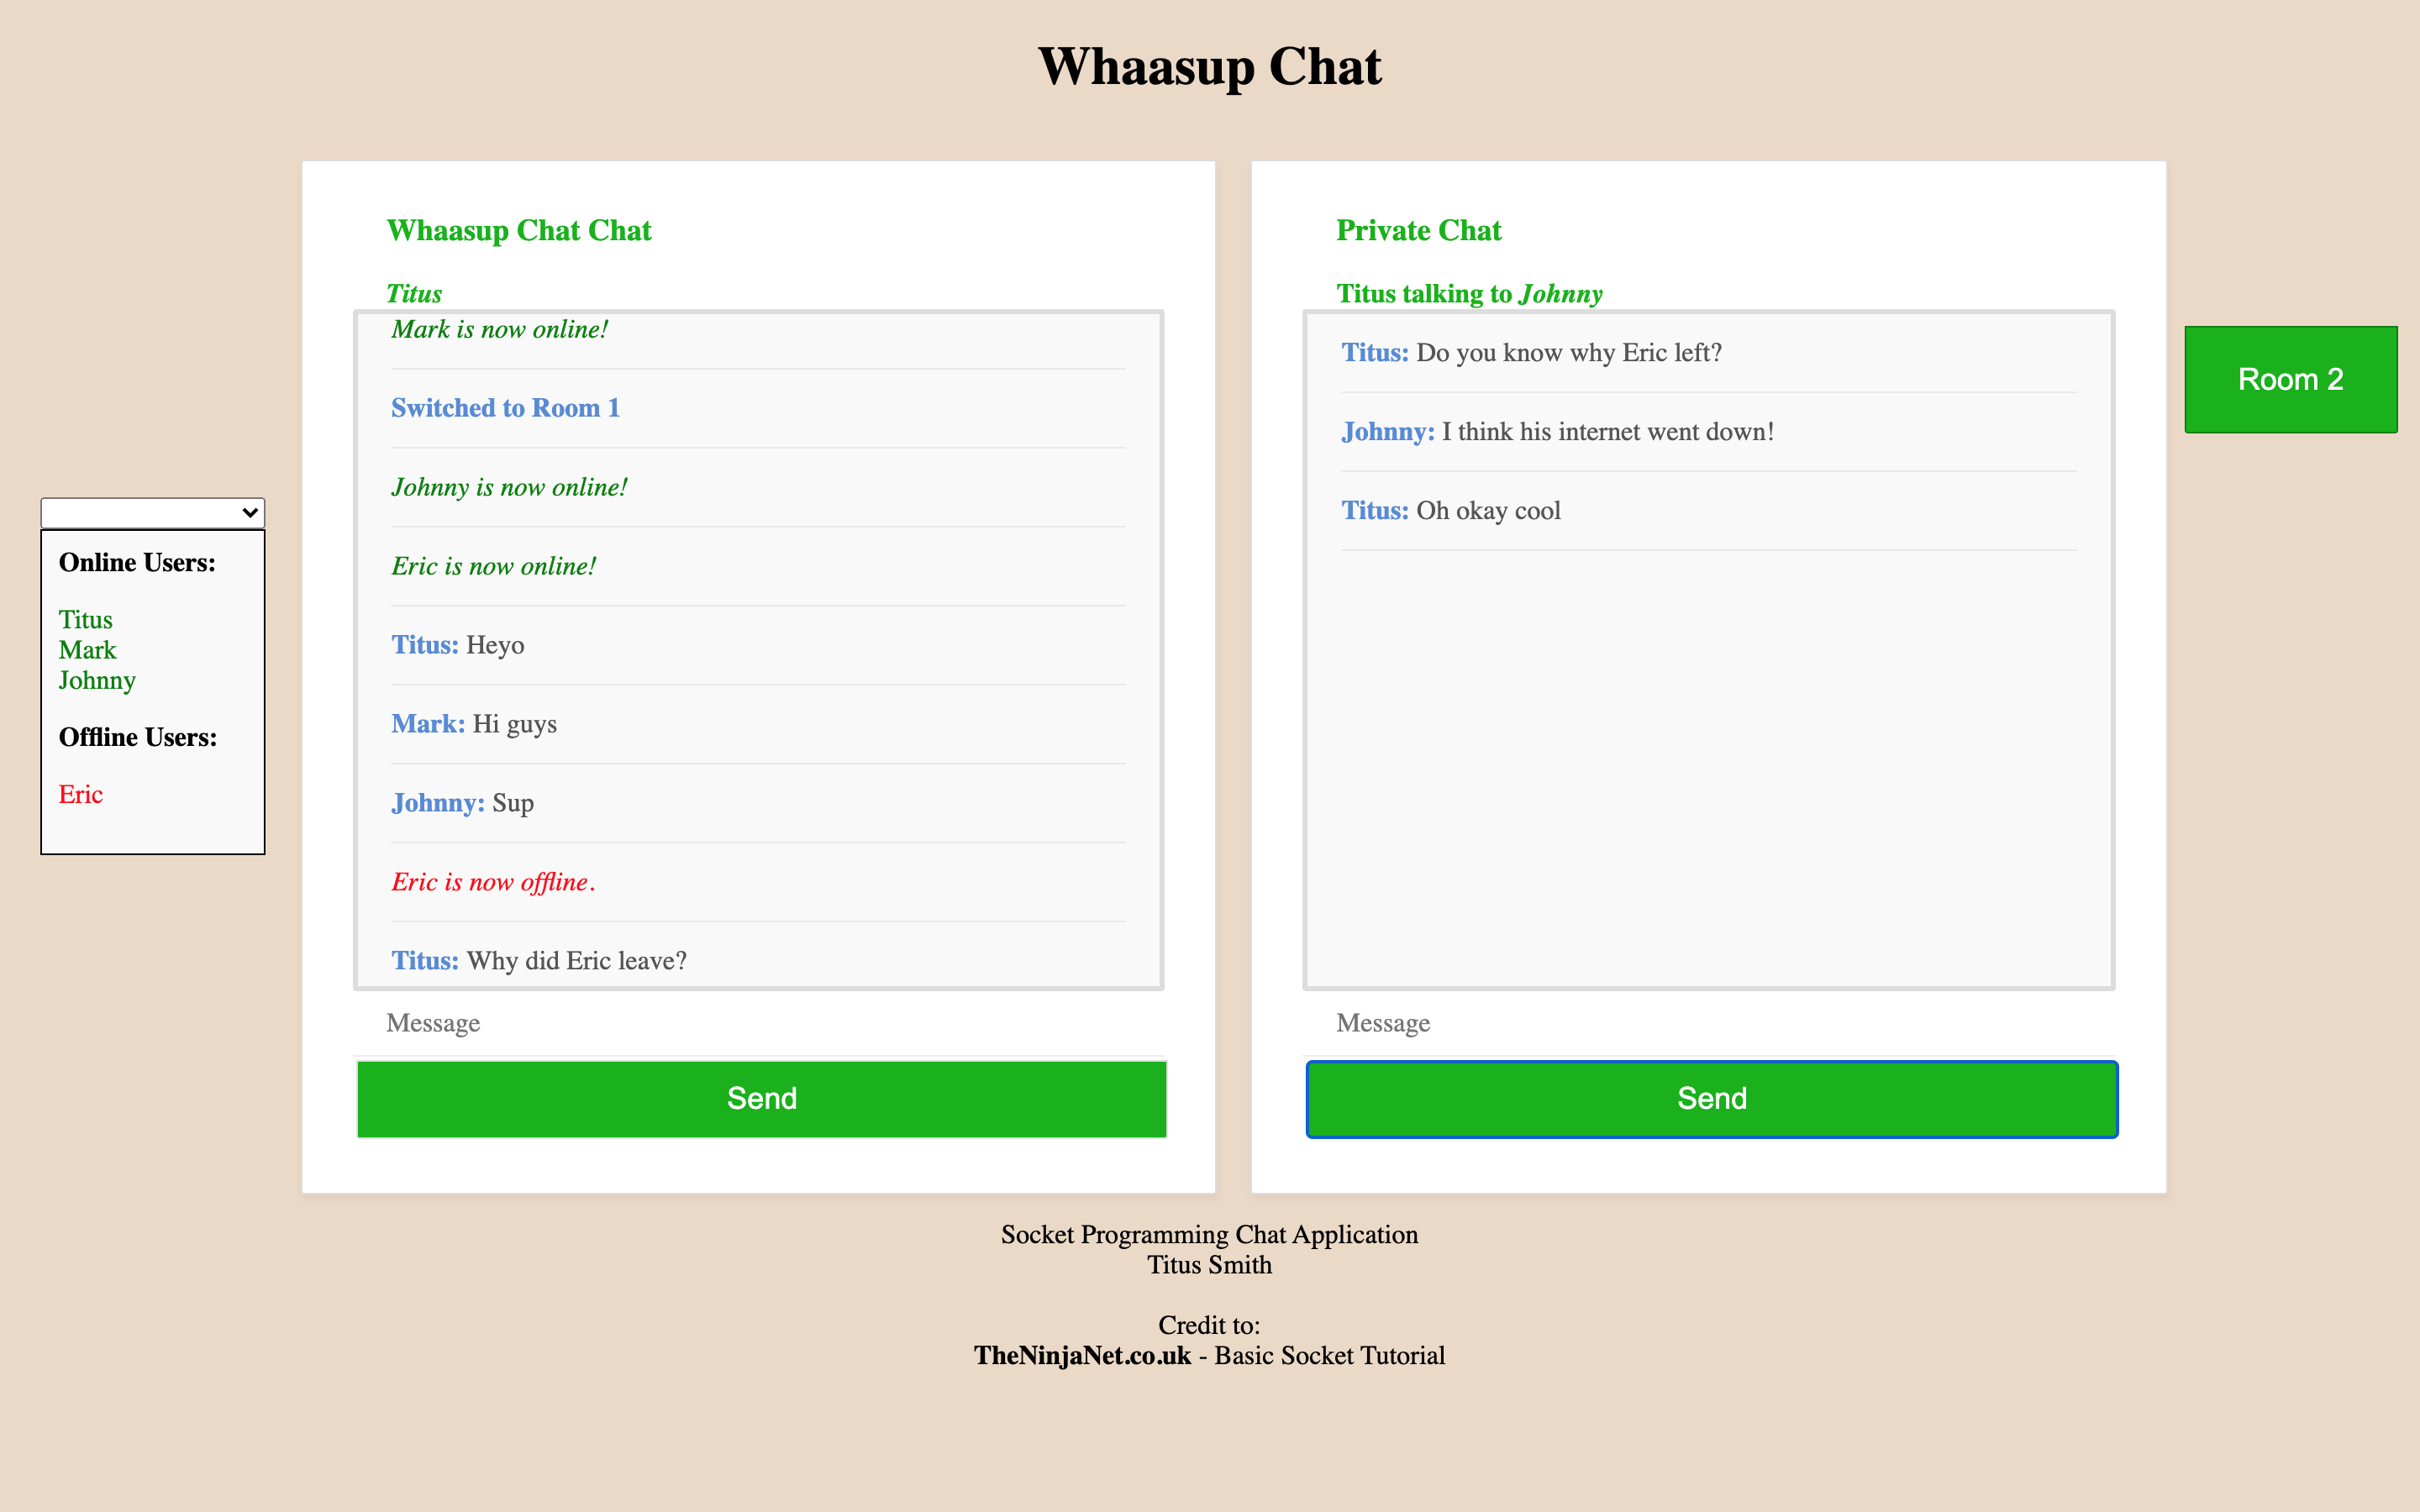 Whaasup Chat
Online Users:
Titus
Mark
Johnny
Offline Users:
Eric
Whaasup Chat Chat
Titus
Mark is now online!
Switched to Room 1
Johnny is now online!
Eric is now online!
Titus: Heyo
Mark: Hi guys
Johnny: Sup
Eric is now offline.
Titus: Why did Eric leave?
Message
Send
Private Chat
Titus talking to Johnny
Titus: Do you know why Eric left?
Johnny: I think his internet went down!
Titus: Oh okay cool
Message
Send
Room 2
Socket Programming Chat Application
Titus Smith
Credit to:
TheNinjaNet.co.uk - Basic Socket Tutorial